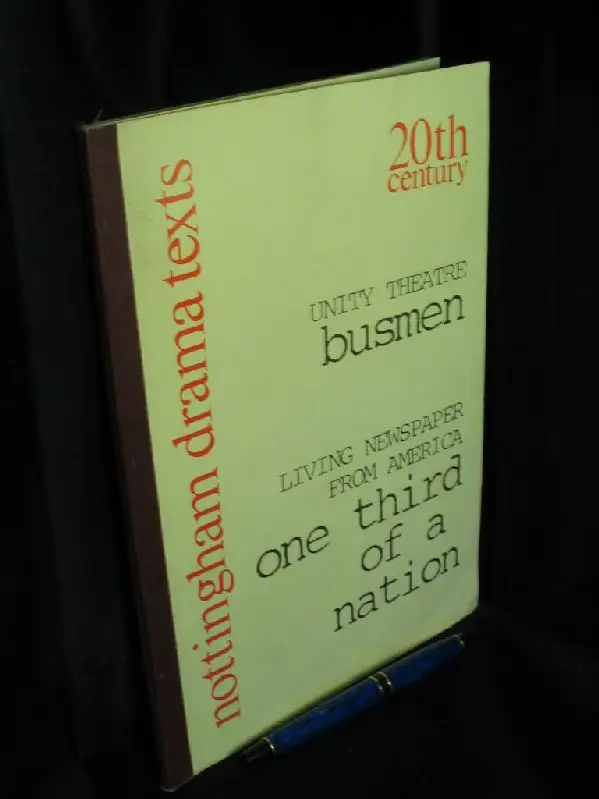 nottingham drama texts
20th
century
UNITY THEATRE
busmen
LIVING NEWSPAPER
FROM AMERICA
one third
of a
nation